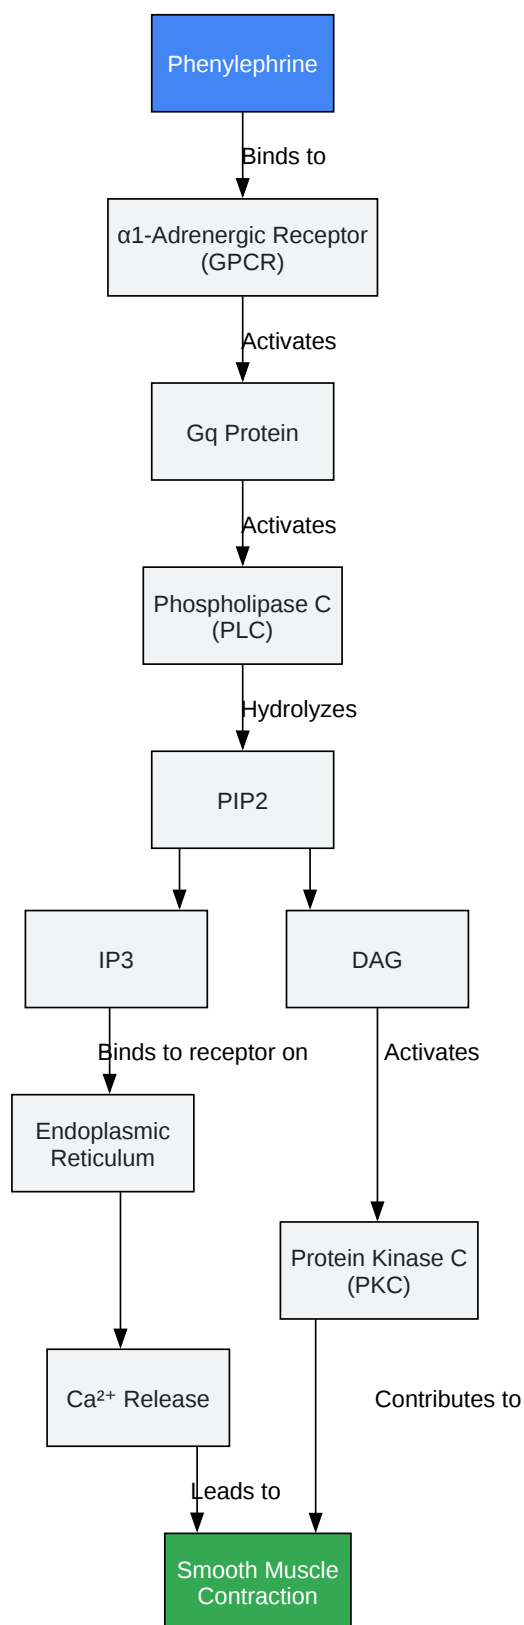 Phenylephrine
Binds to
α1-Adrenergic Receptor
(GPCR)
Activates
Gq Protein
Activates
Phospholipase C
(PLC)
Hydrolyzes
PIP2
IP3
DAG
Binds to receptor on
Activates
Endoplasmic
Reticulum
Protein Kinase C
(PKC)
Ca²⁺ Release
Contributes to
Leads to
Smooth Muscle
Contraction